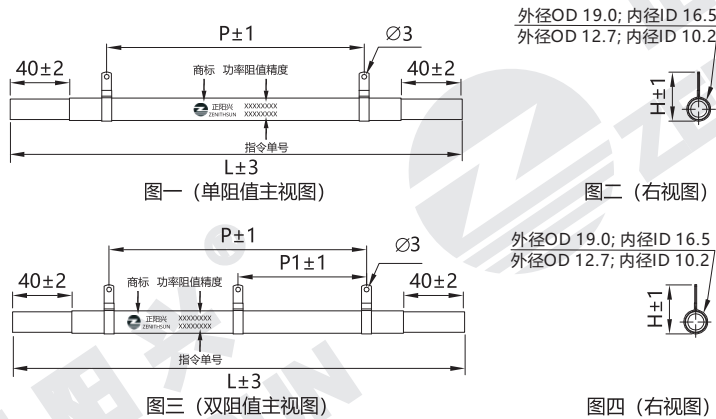 P±1
∅3
外径OD 19.0; 内径ID 16.5
外径OD 12.7; 内径ID 10.2
40±2
商标 功率阻值精度
40±2
H±1
正阳兴 XXXXXXXX
ZENITHSUN XXXXXXXX
指令单号
L±3
图一（单阻值主视图）
图二（右视图）
P±1
∅3
外径OD 19.0; 内径ID 16.5
外径OD 12.7; 内径ID 10.2
P1±1
40±2
商标 功率阻值精度
40±2
H±1
正阳兴 XXXXXXXX
ZENITHSUN XXXXXXXX
指令单号
L±3
图三（双阻值主视图）
图四（右视图）